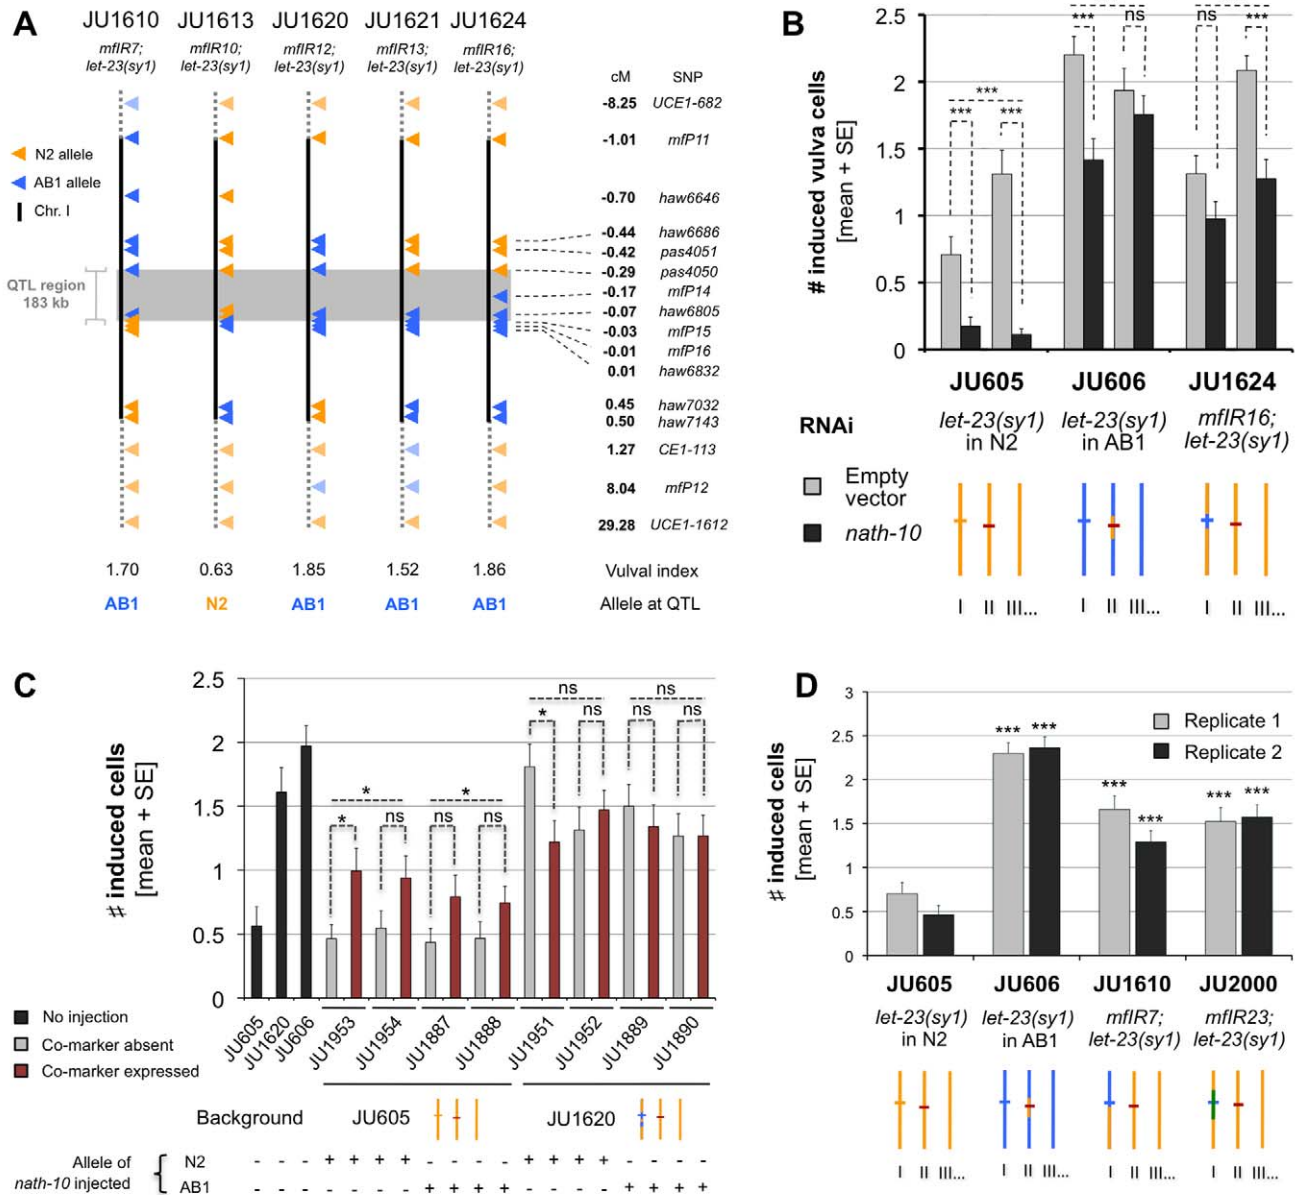 A
JU1610 JU1613 JU1620 JU1621 JU1624
mfIR7; mfIR10; mfIR12; mfIR13; mfIR16;
let-23(sy1) let-23(sy1) let-23(sy1) let-23(sy1) let-23(sy1)
cM SNP
-8.25 UCE1-682
-1.01 mfP11
N2 allele
AB1 allele
Chr. I
-0.70 haw6646
-0.44 haw6686
-0.42 pas4051
-0.29 pas4050
QTL region
183 kb
-0.17 mfP14
-0.07 haw6805
-0.03 mfP15
-0.01 mfP16
0.01 haw6832
0.45 haw7032
0.50 haw7143
1.27 CE1-113
8.04 mfP12
29.28 UCE1-1612
1.70 0.63 1.85 1.52 1.86 Vulval index
AB1 N2 AB1 AB1 AB1 Allele at QTL
B
# induced vulva cells
[mean + SE]
2.5
2
1.5
1
0.5
0
*** *** ***
*** ns
ns ***
JU605 JU606 JU1624
let-23(sy1) let-23(sy1) mfIR16;
in N2 in AB1 let-23(sy1)
RNAi
Empty
vector
nath-10
I II III... I II III... I II III...
C
# induced cells
[mean + SE]
2.5
2
1.5
1
0.5
0
* * ns
* ns ns
ns * ns
ns ns ns
JU605 JU1620 JU606 JU1953 JU1954 JU1887 JU1888 JU1951 JU1952 JU1889 JU1890
No injection
Co-marker absent
Co-marker expressed
Background JU605 JU1620
Allele of
nath-10 injected
N2 - - - + + + + - - - - + + + + - - - -
AB1 - - - - - - - + + + + - - - - + + + +
D
# induced cells
[mean + SE]
3
2.5
2
1.5
1
0.5
0
Replicate 1
Replicate 2
*** *** *** *** *** ***
JU605 JU606 JU1610 JU2000
let-23(sy1) let-23(sy1) mfIR7; mfIR23;
in N2 in AB1 let-23(sy1) let-23(sy1)
I II III... I II III... I II III... I II III...